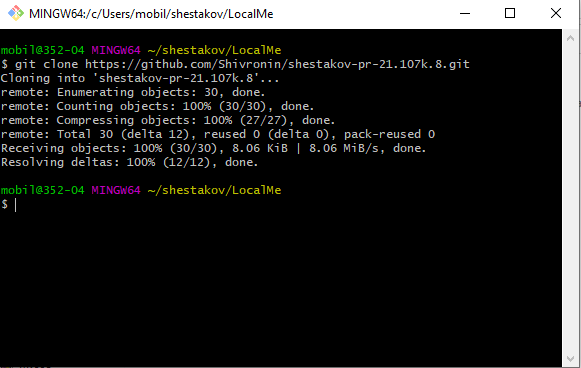 MINGW64:/c/Users/mobil/shestakov/LocalMe
mobil@352-04 MINGW64 ~/shestakov/LocalMe
$ git clone https://github.com/Shivronin/shestakov-pr-21.107k.8.git
Cloning into 'shestakov-pr-21.107k.8'...
remote: Enumerating objects: 30, done.
remote: Counting objects: 100% (30/30), done.
remote: Compressing objects: 100% (27/27), done.
remote: Total 30 (delta 12), reused 0 (delta 0), pack-reused 0
Receiving objects: 100% (30/30), 8.06 KiB | 8.06 MiB/s, done.
Resolving deltas: 100% (12/12), done.
mobil@352-04 MINGW64 ~/shestakov/LocalMe
$